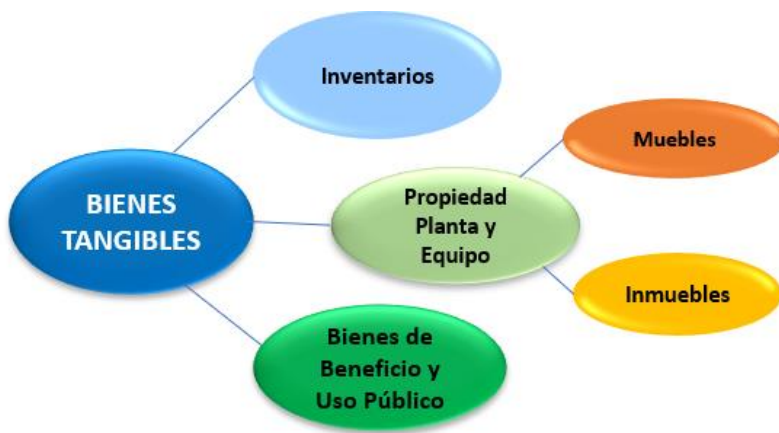 BIENES
TANGIBLES
Inventarios
Propiedad
Planta y
Equipo
Muebles
Inmuebles
Bienes de
Beneficio y
Uso Público